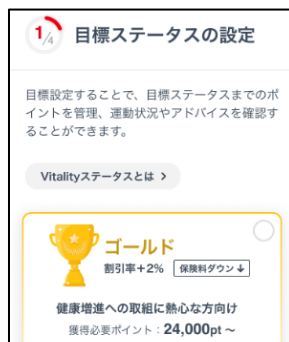 1/4 目標ステータスの設定
目標設定することで、目標ステータスまでのポ
イントを管理、運動状況やアドバイスを確認す
ることができます。
Vitalityステータスとは >
ゴールド
割引率+2% 保険料ダウン↓
健康増進への取組に熱心な方向け
獲得必要ポイント：24,000pt ~